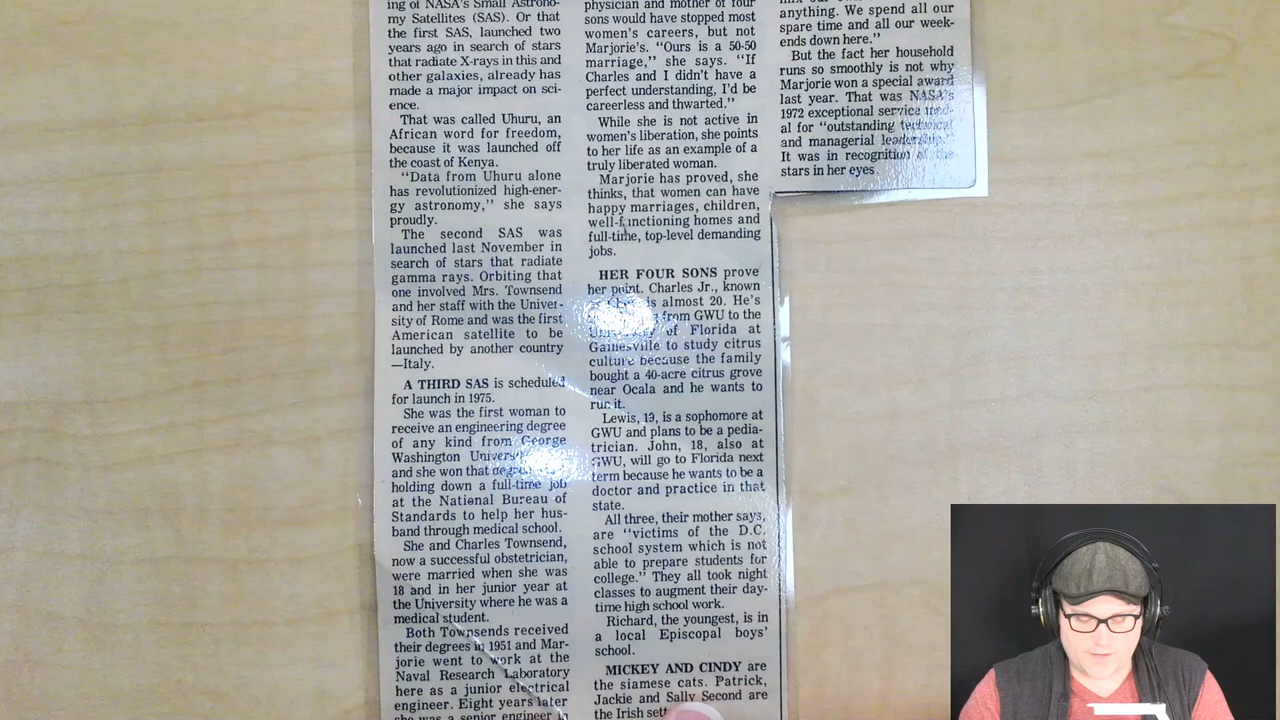 ing of NASA's Small Astrono-
my Satellites (SAS). Or that
the first SAS, launched two
years ago in search of stars
that radiate X-rays in this and
other galaxies, already has
made a major impact on sci-
ence.
That was called Uhuru, an
African word for freedom,
because it was launched off
the coast of Kenya.
"Data from Uhuru alone
has revolutionized high-ener-
gy astronomy," she says
proudly.
The second SAS was
launched last November in
search of stars that radiate
gamma rays. Orbiting that
one involved Mrs. Townsend
and her staff with the Univer-
sity of Rome and was the first
American satellite to be
launched by another country
—Italy.
A THIRD SAS is scheduled
for launch in 1975.
She was the first woman to
receive an engineering degree
of any kind from George
Washington
and she won that
holding down a full-time job
at the National Bureau of
Standards to help her hus-
band through medical school.
She and Charles Townsend,
now a successful obstetrician,
were married when she was
18 and in her junior year at
the University where he was a
medical student.
Both Townsends received
their degrees in 1951 and Mar-
jorie went to work at the
Naval Research Laboratory
here as a junior electrical
engineer. Eight years later
she was a senior engineer in
physician and mother of four
sons would have stopped most
women's careers, but not
Marjorie's. "Ours is a 50-50
marriage," she says. "If
Charles and I didn't have a
perfect understanding, I'd be
careerless and thwarted."
While she is not active in
women's liberation, she points
to her life as an example of a
truly liberated woman.
Marjorie has proved, she
thinks, that women can have
happy marriages, children,
well-functioning homes and
full-time, top-level demanding
jobs.
HER FOUR SONS prove
her point. Charles Jr., known
is almost 20. He's
from GWU to the
of Florida at
Gainesville to study citrus
culture because the family
bought a 40-acre citrus grove
near Ocala and he wants to
run it.
Lewis, 19, is a sophomore at
GWU and plans to be a pedia-
trician. John, 18, also at
GWU, will go to Florida next
term because he wants to be a
doctor and practice in that
state.
All three, their mother says,
are "victims of the D.C.
school system which is not
able to prepare students for
college." They all took night
classes to augment their day-
time high school work.
Richard, the youngest, is in
a local Episcopal boys'
school.
MICKEY AND CINDY are
the siamese cats. Patrick,
Jackie and Sally Second are
the Irish
anything. We spend all our
spare time and all our week-
ends down here."
But the fact her household
runs so smoothly is not why
Marjorie won a special award
last year. That was NASA's
1972 exceptional service med-
al for "outstanding technical
and managerial leadership."
It was in recognition of the
stars in her eyes.